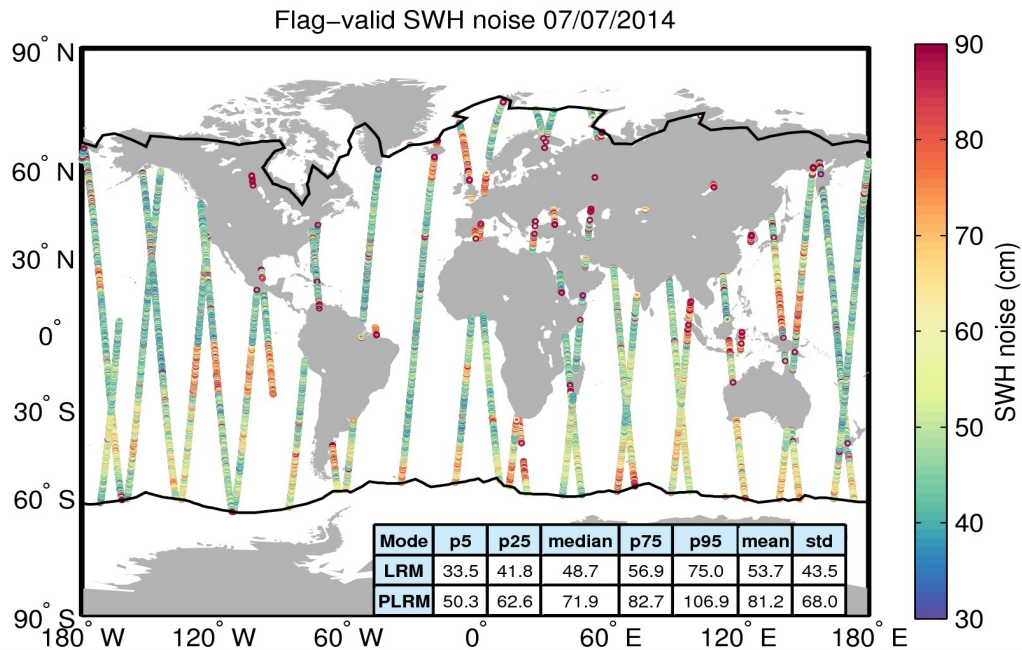 Flag−valid SWH noise 07/07/2014
90° N
60° N
30° N
0°
30° S
60° S
90° S
180° W
120° W
60° W
0°
60° E
120° E
180° E
Mode p5 p25 median p75 p95 mean std
LRM 33.5 41.8 48.7 56.9 75.0 53.7 43.5
PLRM 50.3 62.6 71.9 82.7 106.9 81.2 68.0
90
80
70
60
50
40
30
SWH noise (cm)